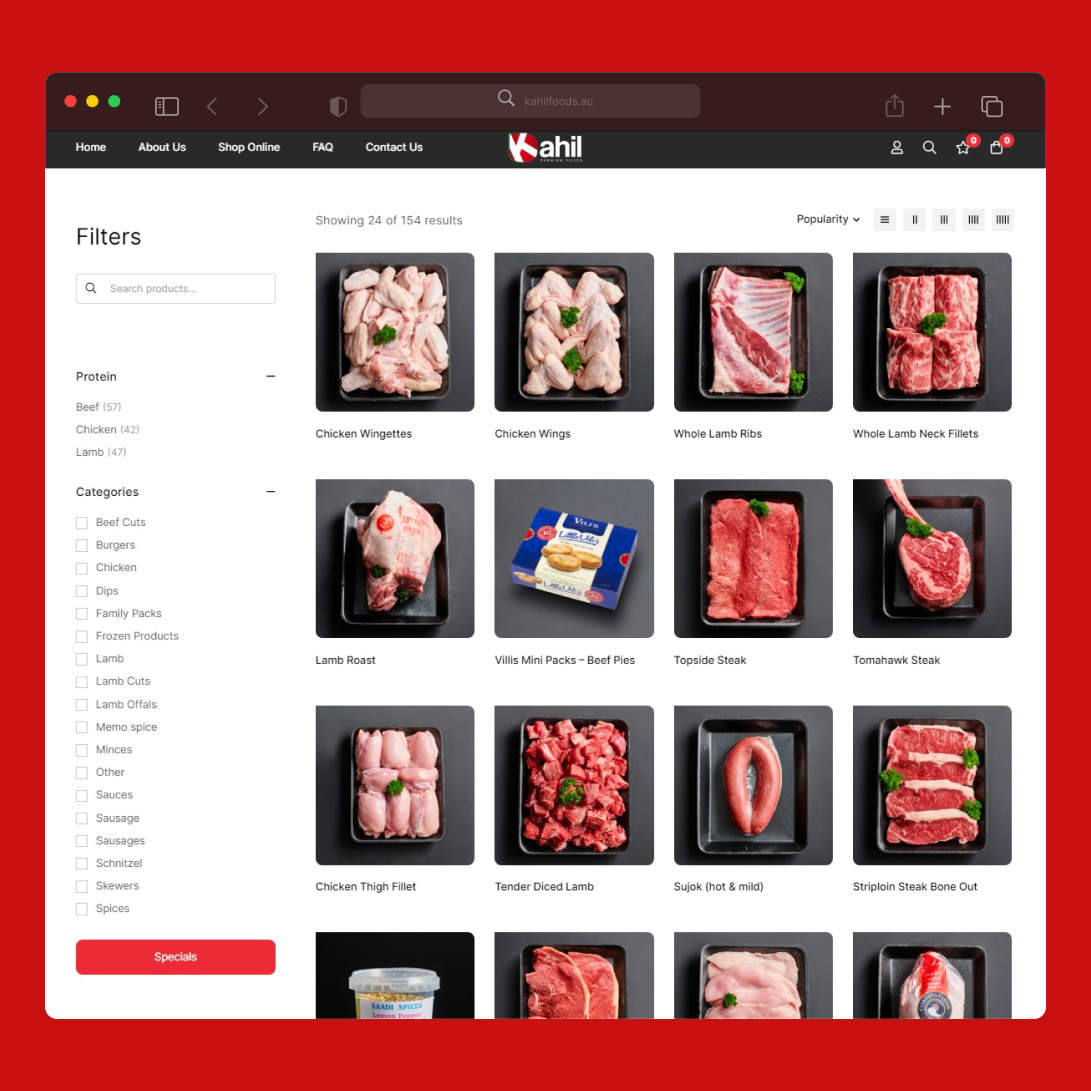 kahilfoods.au
Home
About Us
Shop Online
FAQ
Contact Us
Kahil
PREMIUM FOODS
0
0
Filters
Search products...
Protein
Beef (57)
Chicken (42)
Lamb (47)
Categories
Beef Cuts
Burgers
Chicken
Dips
Family Packs
Frozen Products
Lamb
Lamb Cuts
Lamb Offals
Memo spice
Minces
Other
Sauces
Sausage
Sausages
Schnitzel
Skewers
Spices
Specials
Showing 24 of 154 results
Popularity
Chicken Wingettes
Chicken Wings
Whole Lamb Ribs
Whole Lamb Neck Fillets
VILI'S
Little Vili's
Little Vili's
Lamb Roast
Villis Mini Packs – Beef Pies
Topside Steak
Tomahawk Steak
Chicken Thigh Fillet
Tender Diced Lamb
Sujok (hot & mild)
Striploin Steak Bone Out
SAADI SPICES
Lemon Pepper